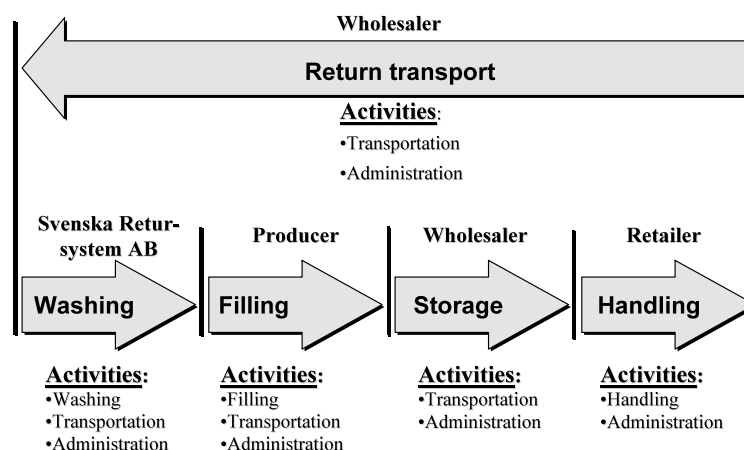 Wholesaler
Return transport
Activities:
•Transportation
•Administration
Svenska Retur-
system AB
Washing
Activities:
•Washing
•Transportation
•Administration
Producer
Filling
Activities:
•Filling
•Transportation
•Administration
Wholesaler
Storage
Activities:
•Transportation
•Administration
Retailer
Handling
Activities:
•Handling
•Administration